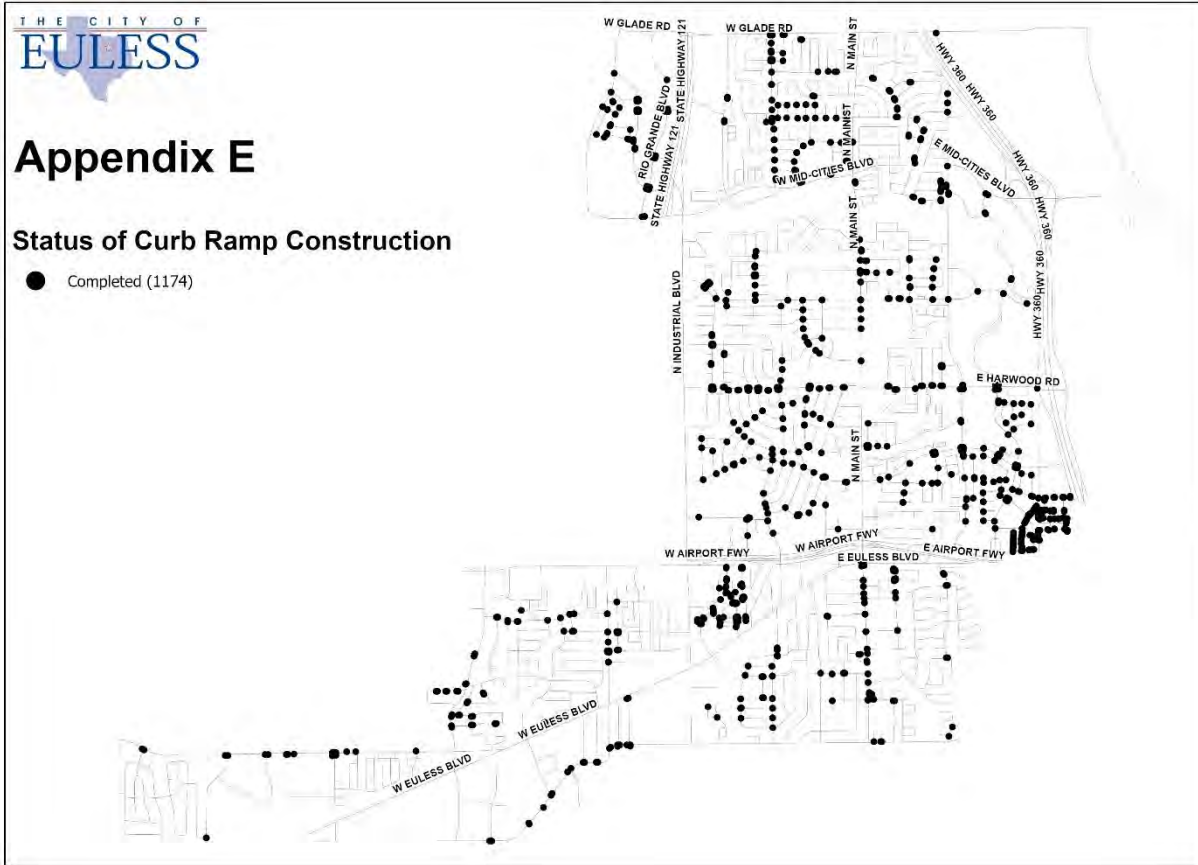 THE CITY OF
EULESS
Appendix E
Status of Curb Ramp Construction
Completed (1174)
W GLADE RD
W GLADE RD
N MAIN ST
STATE HIGHWAY 121
HWY 360
HWY 360
RIO GRANDE BLVD
STATE HIGHWAY 121
N MAIN ST
E MID-CITIES BLVD
HWY 360
W MID-CITIES BLVD
N MAIN ST
HWY 360
HWY 360
HWY 360
N INDUSTRIAL BLVD
E HARWOOD RD
N MAIN ST
W AIRPORT FWY
W AIRPORT FWY
E AIRPORT FWY
E EULESS BLVD
W EULESS BLVD
W EULESS BLVD